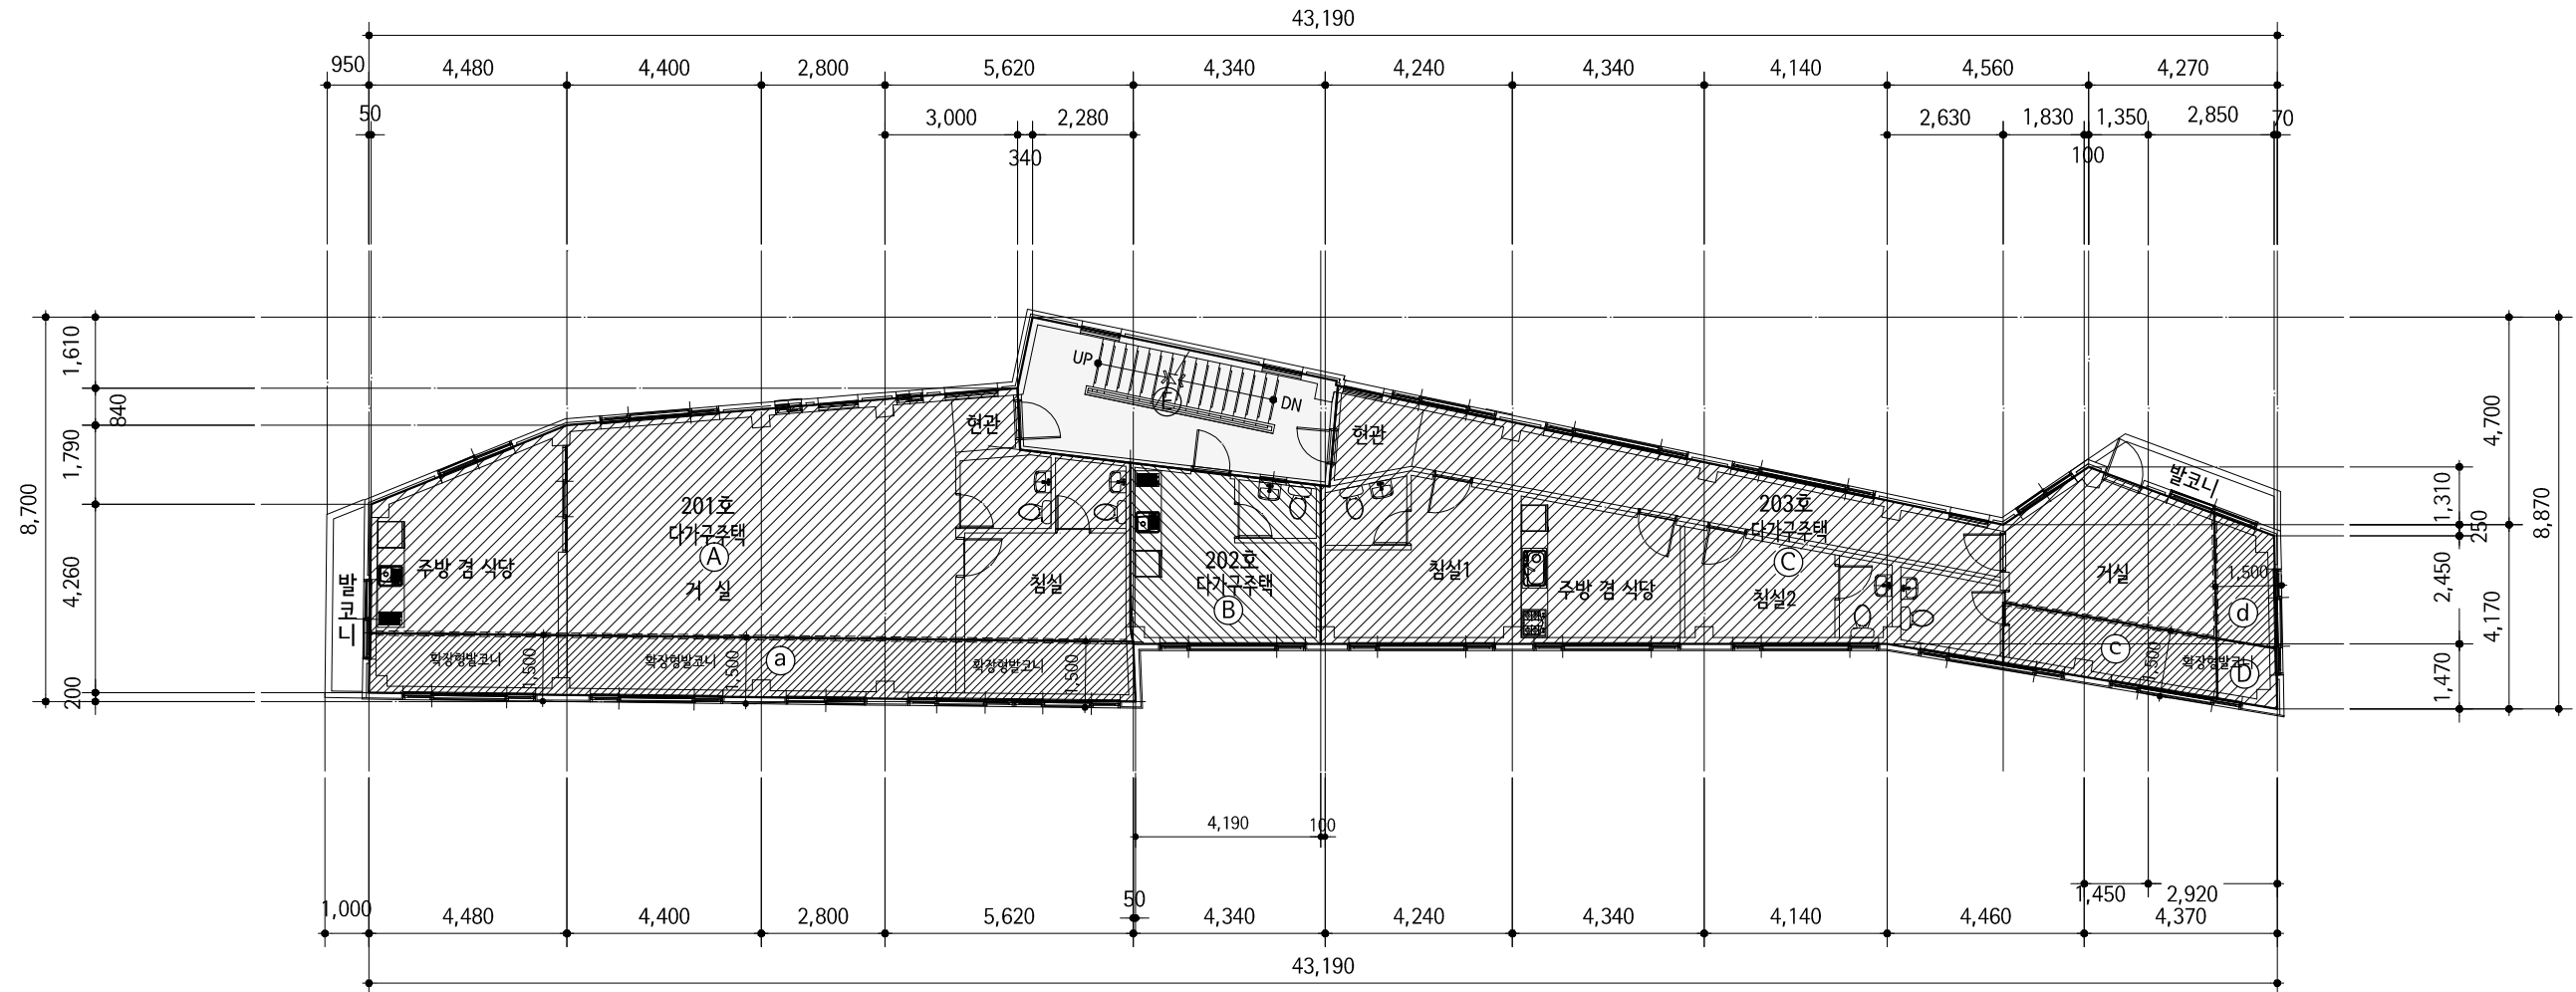 43,190
950
4,480
4,400
2,800
5,620
4,340
4,240
4,340
4,140
4,560
4,270
50
3,000
2,280
2,630
1,830
1,350
2,850
70
340
100
1,610
840
1,790
8,700
4,260
200
UP
DN
E
현관
현관
201호
다가구주택
A
거 실
주방 겸 식당
발
코
니
침실
확장형발코니
1,500
확장형발코니
1,500
a
확장형발코니
1,500
202호
다가구주택
B
침실1
주방 겸 식당
203호
다가구주택
C
침실2
거실
발코니
1,500
d
c
1,500
확장형발코니
D
4,700
1,310
250
8,870
2,450
4,170
1,470
4,190
100
1,450
2,920
50
1,000
4,480
4,400
2,800
5,620
4,340
4,240
4,340
4,140
4,460
4,370
43,190